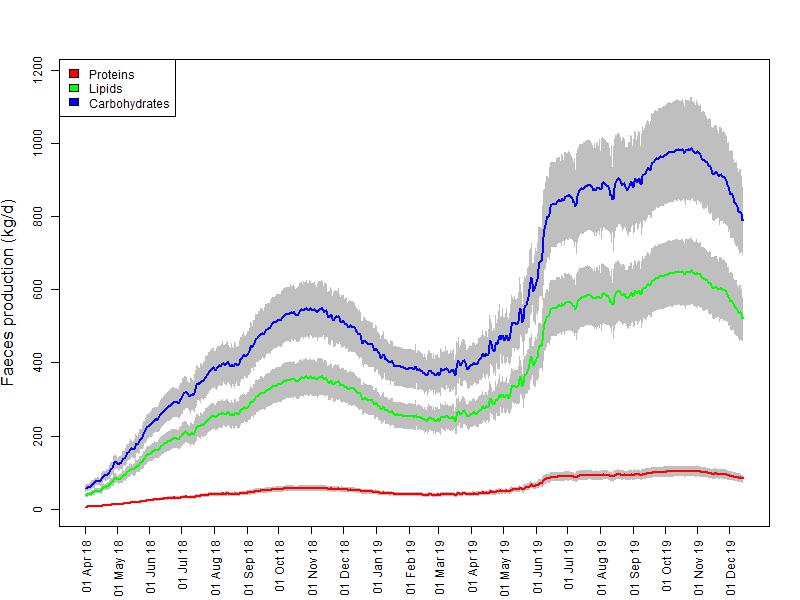 Proteins
Lipids
Carbohydrates
Faeces production (kg/d)
1200
1000
800
600
400
200
0
01 Apr 18
01 May 18
01 Jun 18
01 Jul 18
01 Aug 18
01 Sep 18
01 Oct 18
01 Nov 18
01 Dec 18
01 Jan 19
01 Feb 19
01 Mar 19
01 Apr 19
01 May 19
01 Jun 19
01 Jul 19
01 Aug 19
01 Sep 19
01 Oct 19
01 Nov 19
01 Dec 19